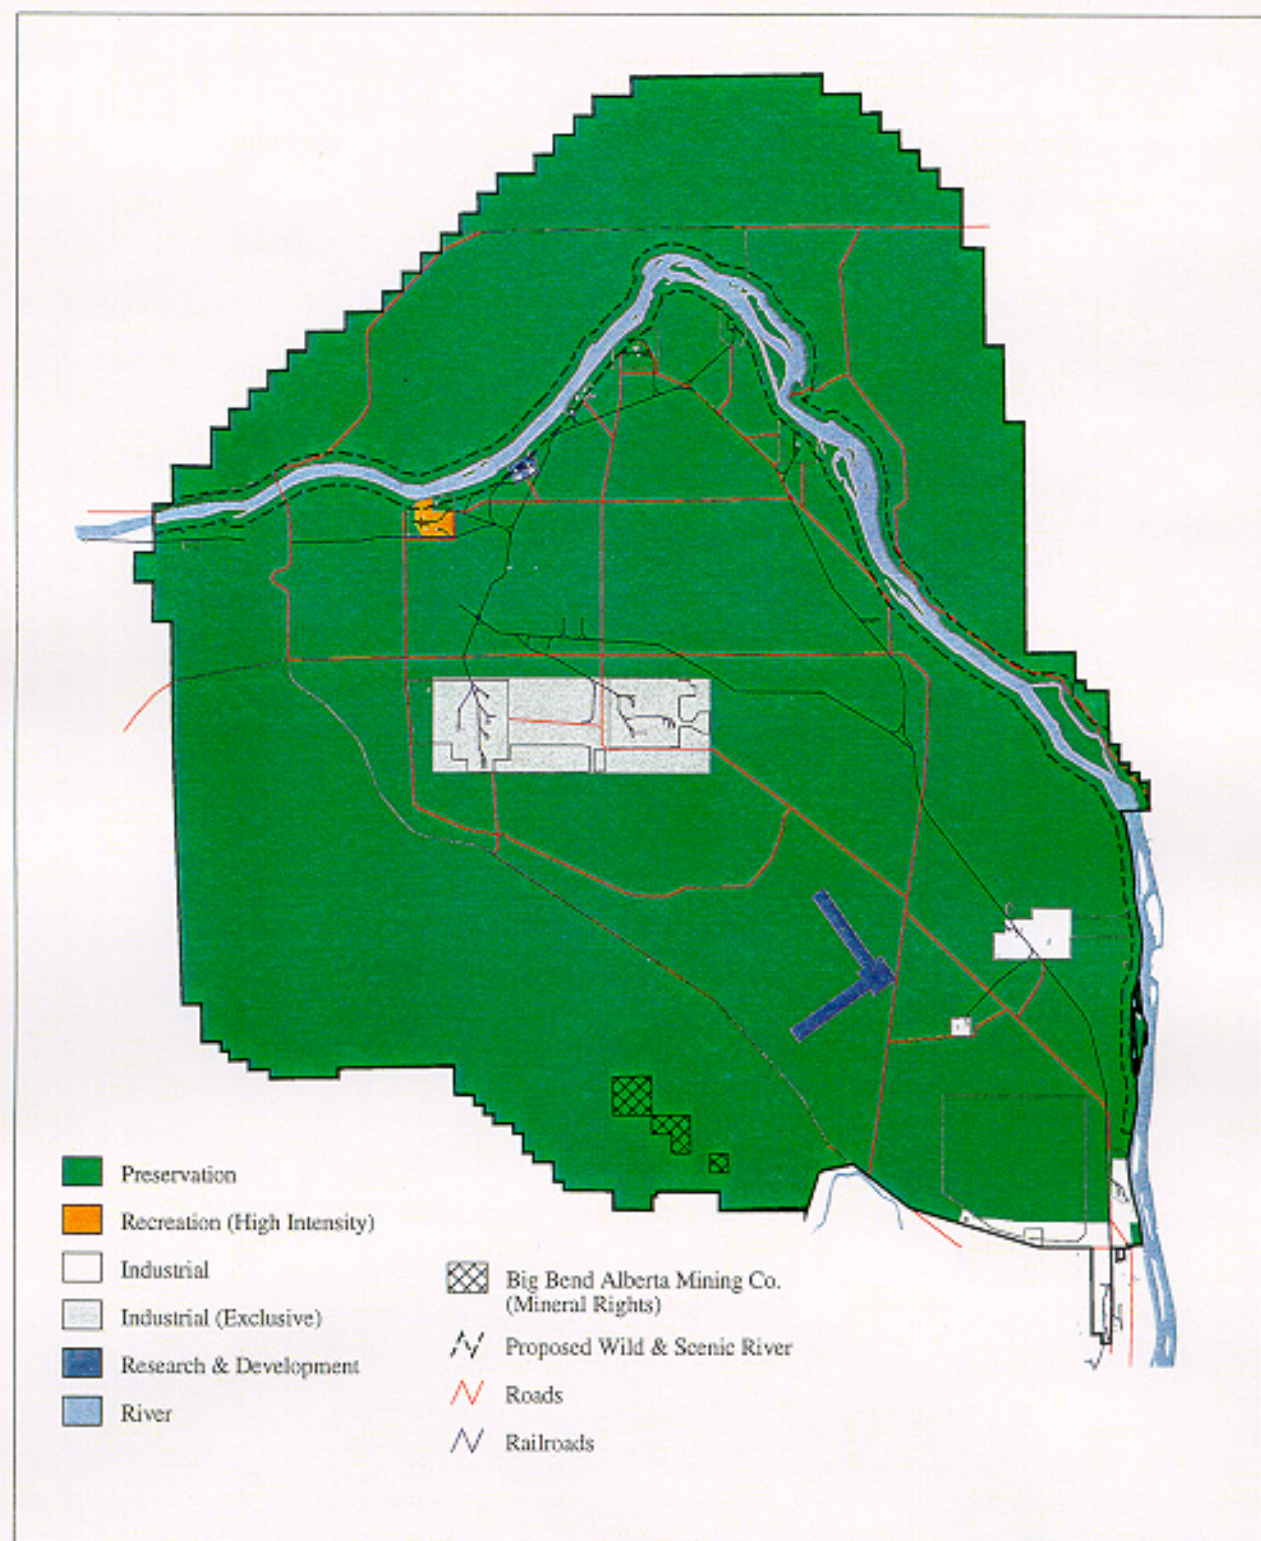 Preservation
Recreation (High Intensity)
Industrial
Industrial (Exclusive)
Research & Development
River
Big Bend Alberta Mining Co.
(Mineral Rights)
Proposed Wild & Scenic River
Roads
Railroads